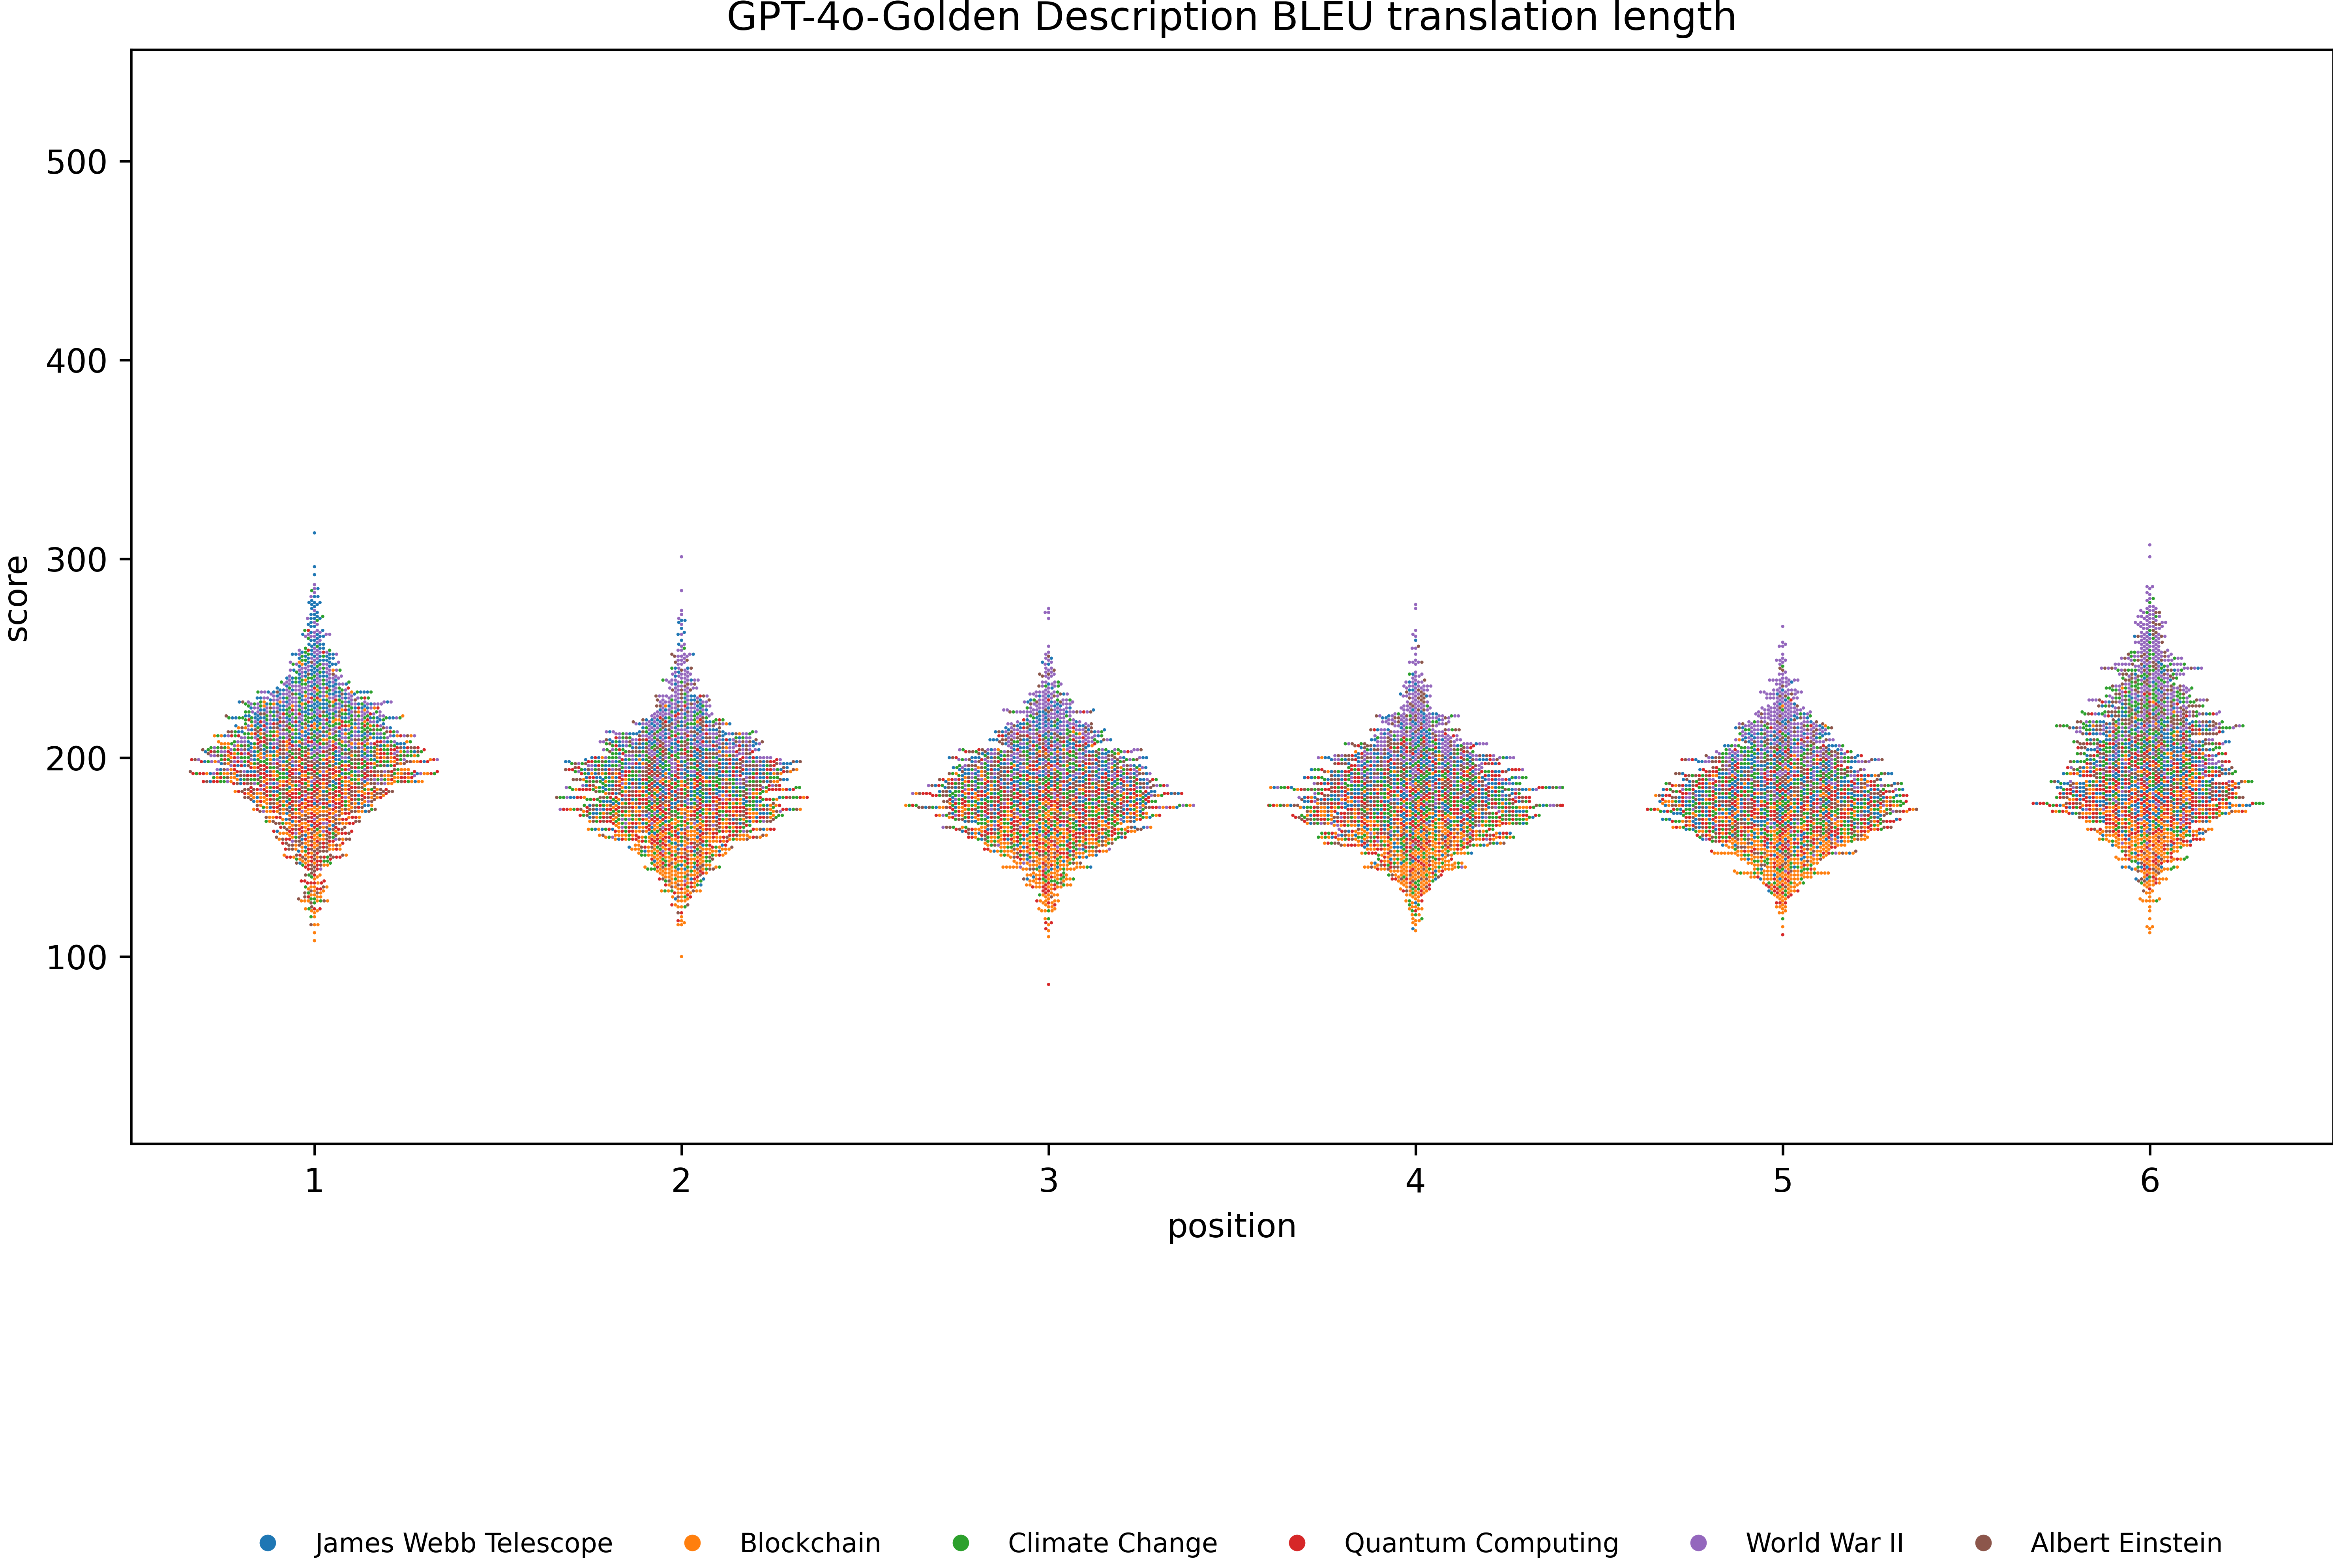 GPT-4o-Golden Description BLEU translation length
500
400
300
200
100
score
1 2 3 4 5 6
position
James Webb Telescope Blockchain Climate Change Quantum Computing World War II Albert Einstein